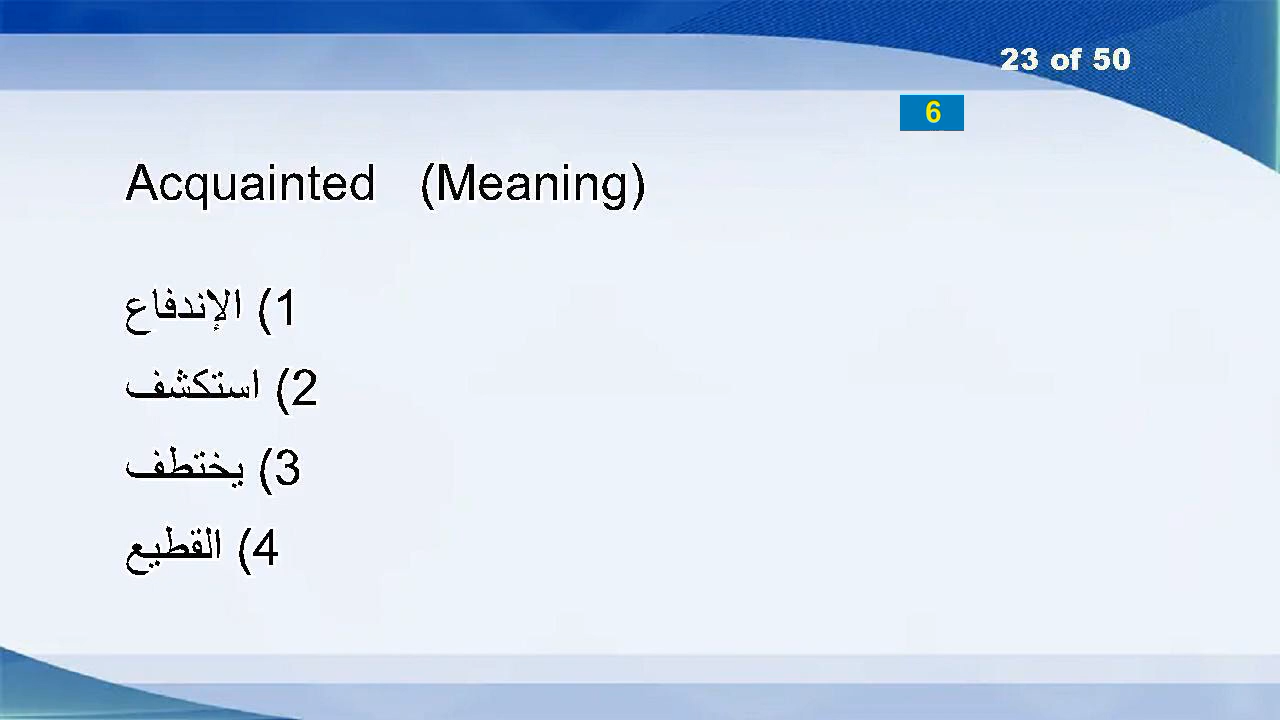 23 of 50
6
Acquainted (Meaning)
1) الإندفاع
2) استكشف
3) يختطف
4) القطيع